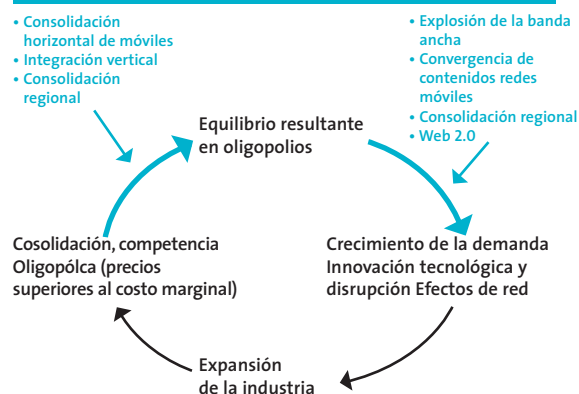 • Consolidación
horizontal de móviles
• Integración vertical
• Consolidación
regional
• Explosión de la banda
ancha
• Convergencia de
contenidos redes
móviles
• Consolidación regional
• Web 2.0
Equilibrio resultante
en oligopolios
Cosolidación, competencia
Oligopólca (precios
superiores al costo marginal)
Crecimiento de la demanda
Innovación tecnológica y
disrupción Efectos de red
Expansión
de la industria